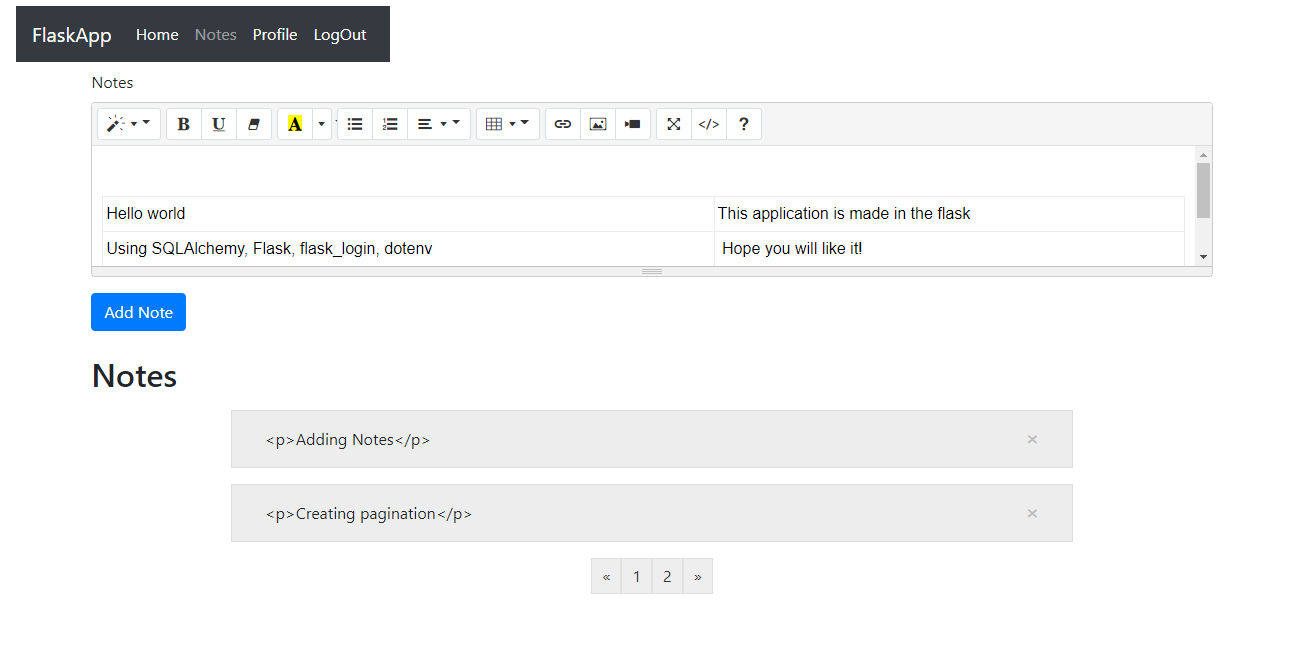 FlaskApp Home Notes Profile LogOut
Notes
B U A </> ?
Hello world This application is made in the flask
Using SQLAlchemy, Flask, flask_login, dotenv Hope you will like it!
Add Note
Notes
<p>Adding Notes</p> ×
<p>Creating pagination</p> ×
« 1 2 »